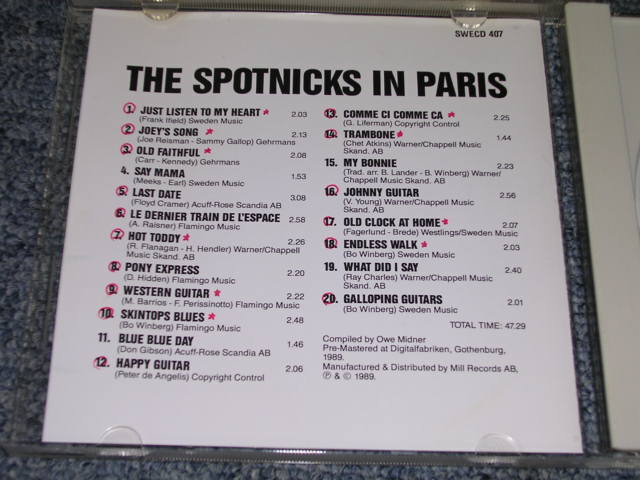 SWECD 407
THE SPOTNICKS IN PARIS
1. JUST LISTEN TO MY HEART * 2.03
(Frank Ifield) Sweden Music
2. JOEY'S SONG * 2.13
(Joe Reisman - Sammy Gallop) Gehrmans
3. OLD FAITHFUL * 2.08
(Carr - Kennedy) Gehrmans
4. SAY MAMA 1.53
(Meeks - Earl) Sweden Music
5. LAST DATE 3.08
(Floyd Cramer) Acuff-Rose Scandia AB
6. LE DERNIER TRAIN DE L'ESPACE 2.58
(A. Raisner) Flamingo Music
7. HOT TODDY * 2.26
(R. Flanagan - H. Hendler) Warner/Chappell
Music Skand. AB
8. PONY EXPRESS 2.20
(D. Hidden) Flamingo Music
9. WESTERN GUITAR * 2.22
(M. Barrios - F. Perissinotto) Flamingo Music
10. SKINTOPS BLUES * 2.48
(Bo Winberg) Flamingo Music
11. BLUE BLUE DAY 1.46
(Don Gibson) Acuff-Rose Scandia AB
12. HAPPY GUITAR 2.06
(Peter de Angelis) Copyright Control
13. COMME CI COMME CA * 2.25
(G. Liferman) Copyright Control
14. TRAMBONE * 1.44
(Chet Atkins) Warner/Chappell Music
Skand. AB
15. MY BONNIE 2.23
(Trad. arr. B. Lander - B. Winberg) Warner/
Chappell Music Skand. AB
16. JOHNNY GUITAR 2.56
(V. Young) Warner/Chappell Music
Skand. AB
17. OLD CLOCK AT HOME * 2.07
(Fagerlund - Brede) Westlings/Sweden Music
18. ENDLESS WALK * 2.03
(Bo Winberg) Sweden Music
19. WHAT DID I SAY 2.40
(Ray Charles) Warner/Chappell Music
Skand. AB
20. GALLOPING GUITARS 2.01
(Bo Winberg) Sweden Music
TOTAL TIME: 47.29
Compiled by Owe Midner
Pre-Mastered at Digitalfabriken, Gothenburg,
1989.
Manufactured & Distributed by Mill Records AB,
℗ & © 1989.